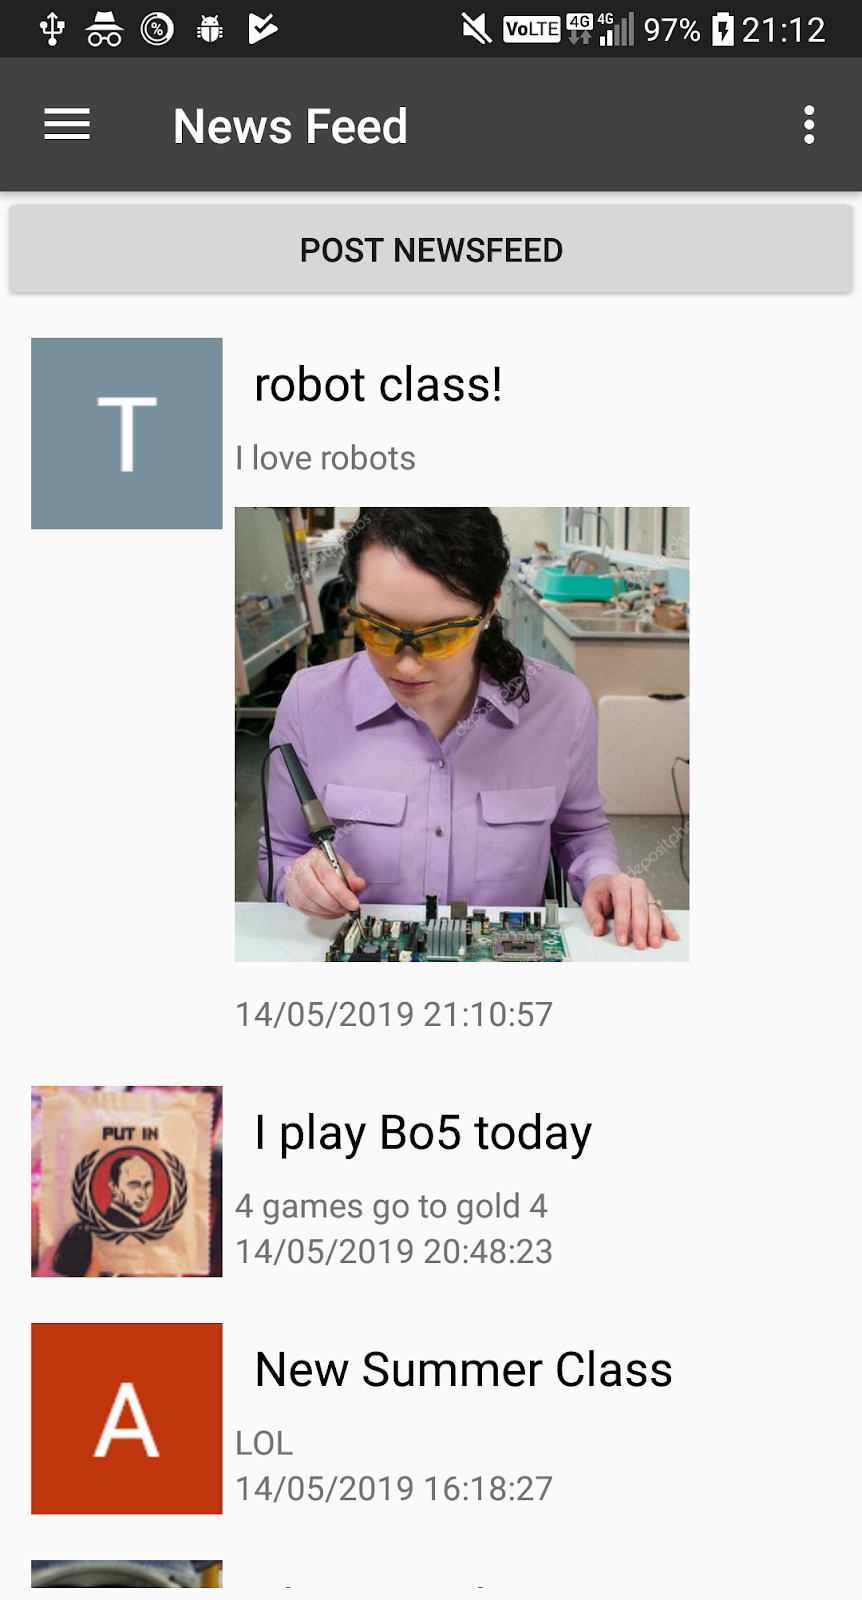 VoLTE 4G 4G 97% 21:12
News Feed
POST NEWSFEED
T
robot class!
I love robots
depositphotos
depositphotos
depositphotos
14/05/2019 21:10:57
PUT IN
I play Bo5 today
4 games go to gold 4
14/05/2019 20:48:23
A
New Summer Class
LOL
14/05/2019 16:18:27